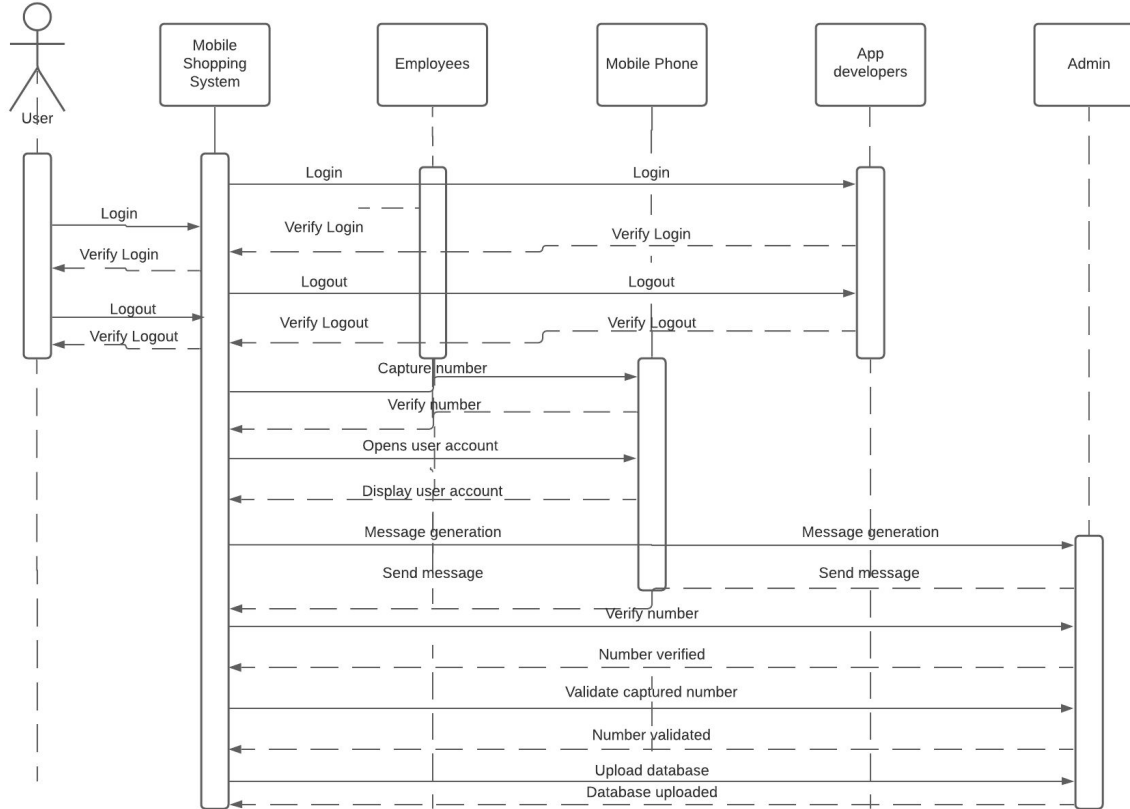 Mobile
Shopping
System
Employees
Mobile Phone
App
developers
Admin
User
Login
Login
Login
Verify Login
Verify Login
Verify Login
Logout
Logout
Logout
Verify Logout
Verify Logout
Verify Logout
Capture number
Verify number
Opens user account
Display user account
Message generation
Message generation
Send message
Send message
Verify number
Number verified
Validate captured number
Number validated
Upload database
Database uploaded